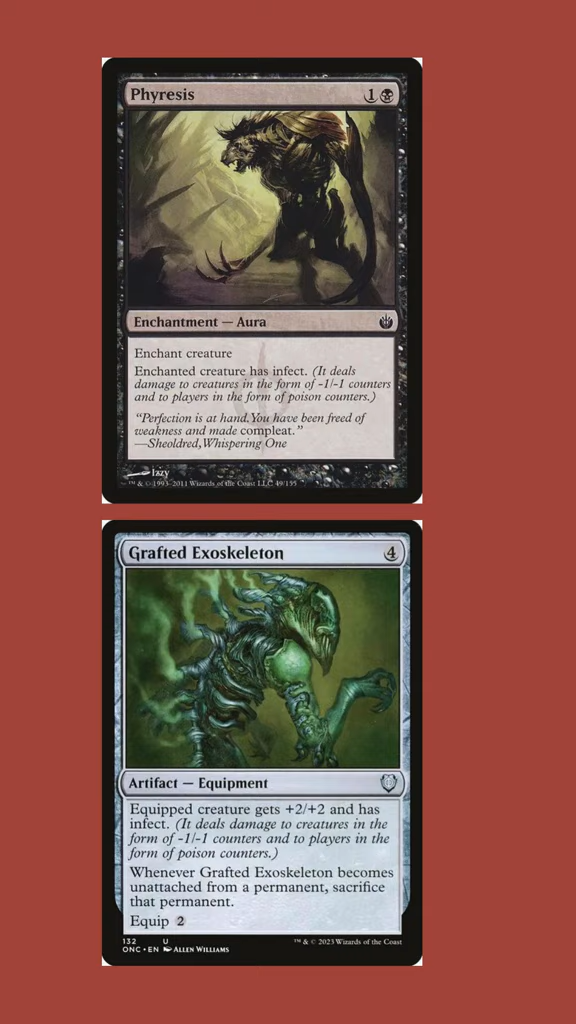 Phyresis 1
Enchantment — Aura
Enchant creature
Enchanted creature has infect. (It deals
damage to creatures in the form of -1/-1 counters
and to players in the form of poison counters.)
"Perfection is at hand. You have been freed of
weakness and made compleat."
—Sheoldred, Whispering One
Izzy
™ & © 1993–2011 Wizards of the Coast LLC 49/155
Grafted Exoskeleton 4
Artifact — Equipment
Equipped creature gets +2/+2 and has
infect. (It deals damage to creatures in the
form of -1/-1 counters and to players in the
form of poison counters.)
Whenever Grafted Exoskeleton becomes
unattached from a permanent, sacrifice
that permanent.
Equip 2
132 U
ONC • EN ALLEN WILLIAMS ™ & © 2023 Wizards of the Coast